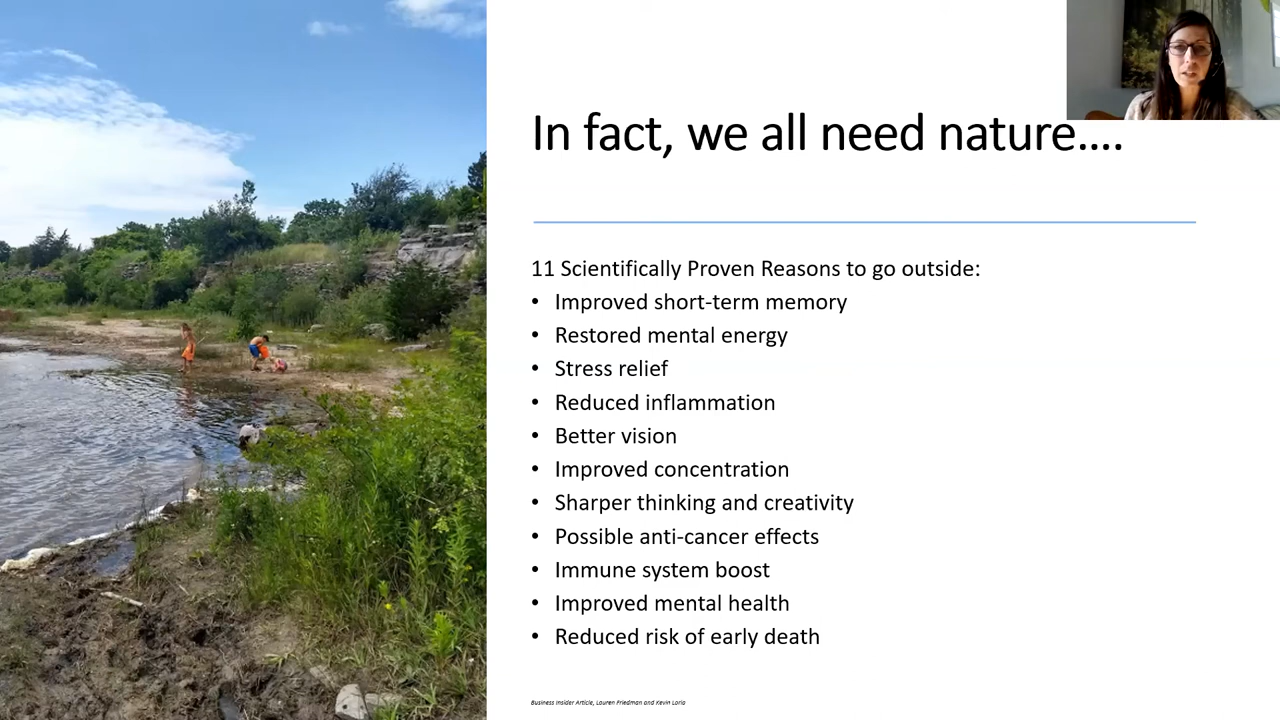 In fact, we all need nature....
11 Scientifically Proven Reasons to go outside:
• Improved short-term memory
• Restored mental energy
• Stress relief
• Reduced inflammation
• Better vision
• Improved concentration
• Sharper thinking and creativity
• Possible anti-cancer effects
• Immune system boost
• Improved mental health
• Reduced risk of early death
Business Insider Article, Lauren Friedman and Kevin Loria